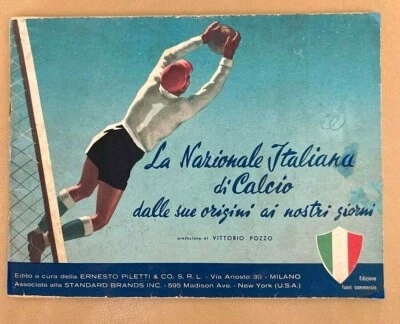 La Nazionale Italiana
di Calcio
dalle sue origini ai nostri giorni
prefazione di VITTORIO POZZO
Edito a cura della ERNESTO PILETTI & CO. S. R. L. - Via Ariosto 30 - MILANO
Associata alla STANDARD BRANDS INC. - 595 Madison Ave. - New York (U.S.A.)
Edizione
fuori commercio